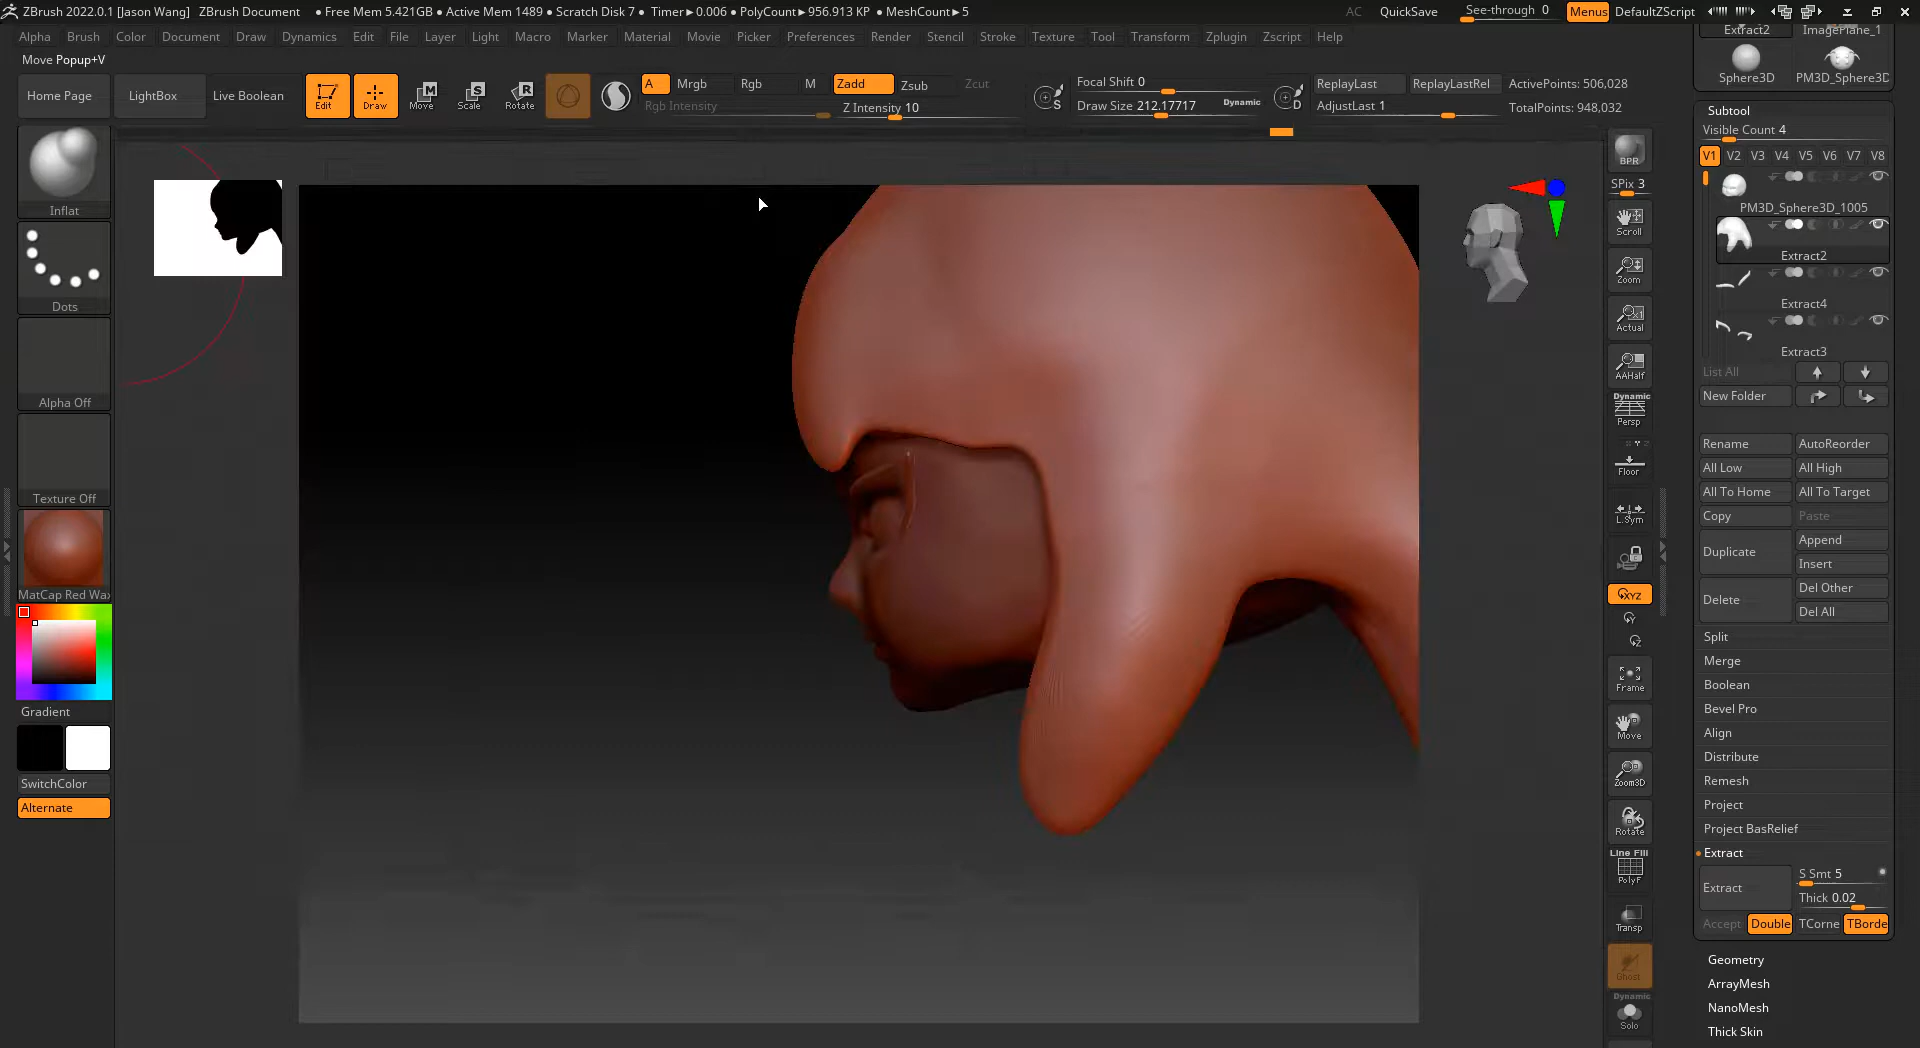 ZBrush 2022.0.1 [Jason Wang] ZBrush Document • Free Mem 5.421GB • Active Mem 1489 • Scratch Disk 7 • Timer►0.006 • PolyCount►956.913 KP • MeshCount►5 AC QuickSave See-through 0 Menus DefaultZScript
Alpha Brush Color Document Draw Dynamics Edit File Layer Light Macro Marker Material Movie Picker Preferences Render Stencil Stroke Texture Tool Transform Zplugin Zscript Help
Move Popup+V
Home Page LightBox Live Boolean Edit Draw Move Scale Rotate
A Mrgb Rgb M Zadd Zsub Zcut
Rgb Intensity Z Intensity 10
Focal Shift 0
Draw Size 212.17717 Dynamic
S D
ReplayLast ReplayLastRel
AdjustLast 1
ActivePoints: 506,028
TotalPoints: 948,032
Inflat
Dots
Alpha Off
Texture Off
MatCap Red Wax
Gradient
SwitchColor
Alternate
BPR
SPix 3
Scroll
Zoom
Actual
AAHalf
Dynamic
Persp
Floor
L.Sym
XYZ
Y
Z
Frame
Move
Zoom3D
Rotate
Line Fill
PolyF
Transp
Ghost
Dynamic
Solo
Extract2 ImagePlane_1
Sphere3D PM3D_Sphere3D
Subtool
Visible Count 4
V1 V2 V3 V4 V5 V6 V7 V8
PM3D_Sphere3D_1005
Extract2
Extract4
Extract3
List All
New Folder
Rename AutoReorder
All Low All High
All To Home All To Target
Copy Paste
Duplicate Append
Insert
Delete Del Other
Del All
Split
Merge
Boolean
Bevel Pro
Align
Distribute
Remesh
Project
Project BasRelief
Extract
Extract S Smt 5
Thick 0.02
Accept Double TCorne TBorde
Geometry
ArrayMesh
NanoMesh
Thick Skin